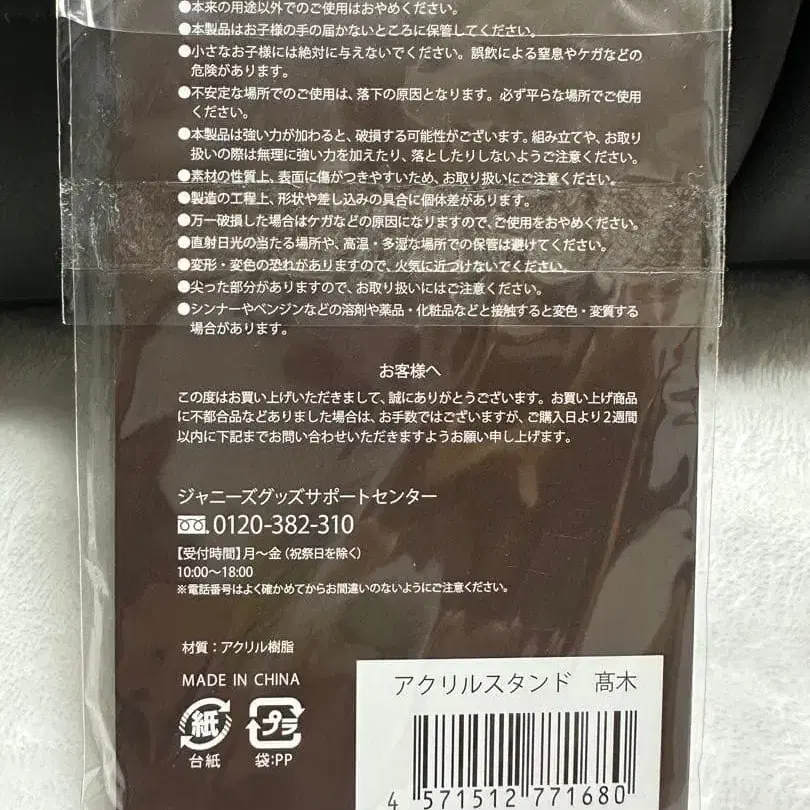 ●本来の用途以外でのご使用はおやめください。
●本製品はお子様の手の届かないところに保管してください。
●小さなお子様には絶対に与えないでください。誤飲による窒息やケガなどの
危険があります。
●不安定な場所でのご使用は、落下の原因となります。必ず平らな場所でご使用
ください。
●本製品は強い力が加わると、破損する可能性がございます。組み立てや、お取り
扱いの際は無理に強い力を加えたり、落としたりしないようご注意ください。
●素材の性質上、表面に傷がつきやすいため、お取り扱いにご注意ください。
●製造の工程上、形状や差し込みの具合に個体差があります。
●万一破損した場合はケガなどの原因になりますので、ご使用をおやめください。
●直射日光の当たる場所や、高温・多湿な場所での保管は避けてください。
●変形・変色の恐れがありますので、火気に近づけないでください。
●尖った部分がありますので、お取り扱いにはご注意ください。
●シンナーやベンジンなどの溶剤や薬品・化粧品などと接触すると変色・変質する
場合があります。
お客様へ
この度はお買い上げいただきまして、誠にありがとうございます。お買い上げ商品
に不都合品などありました場合は、お手数ではございますが、ご購入日より2週間
以内に下記までお問い合わせいただきますようお願い申し上げます。
ジャニーズグッズサポートセンター
0120-382-310
【受付時間】月〜金（祝祭日を除く）
10:00〜18:00
※電話番号はよく確かめてからお間違いのないようにご注意ください。
材質：アクリル樹脂
MADE IN CHINA
紙 プラ
台紙 袋:PP
アクリルスタンド 髙木
4 571512 771680